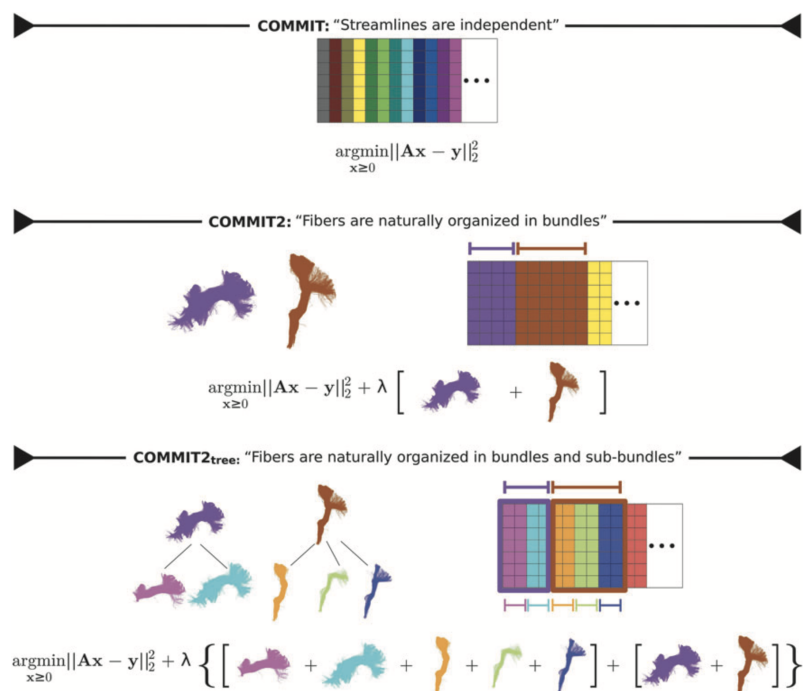 COMMIT: “Streamlines are independent”
...
argmin||Ax − y||₂²
x≥0
COMMIT2: “Fibers are naturally organized in bundles”
...
argmin||Ax − y||₂² + λ [ + ]
x≥0
COMMIT2tree: “Fibers are naturally organized in bundles and sub-bundles”
...
argmin||Ax − y||₂² + λ { [ + + + + ] + [ + ] }
x≥0